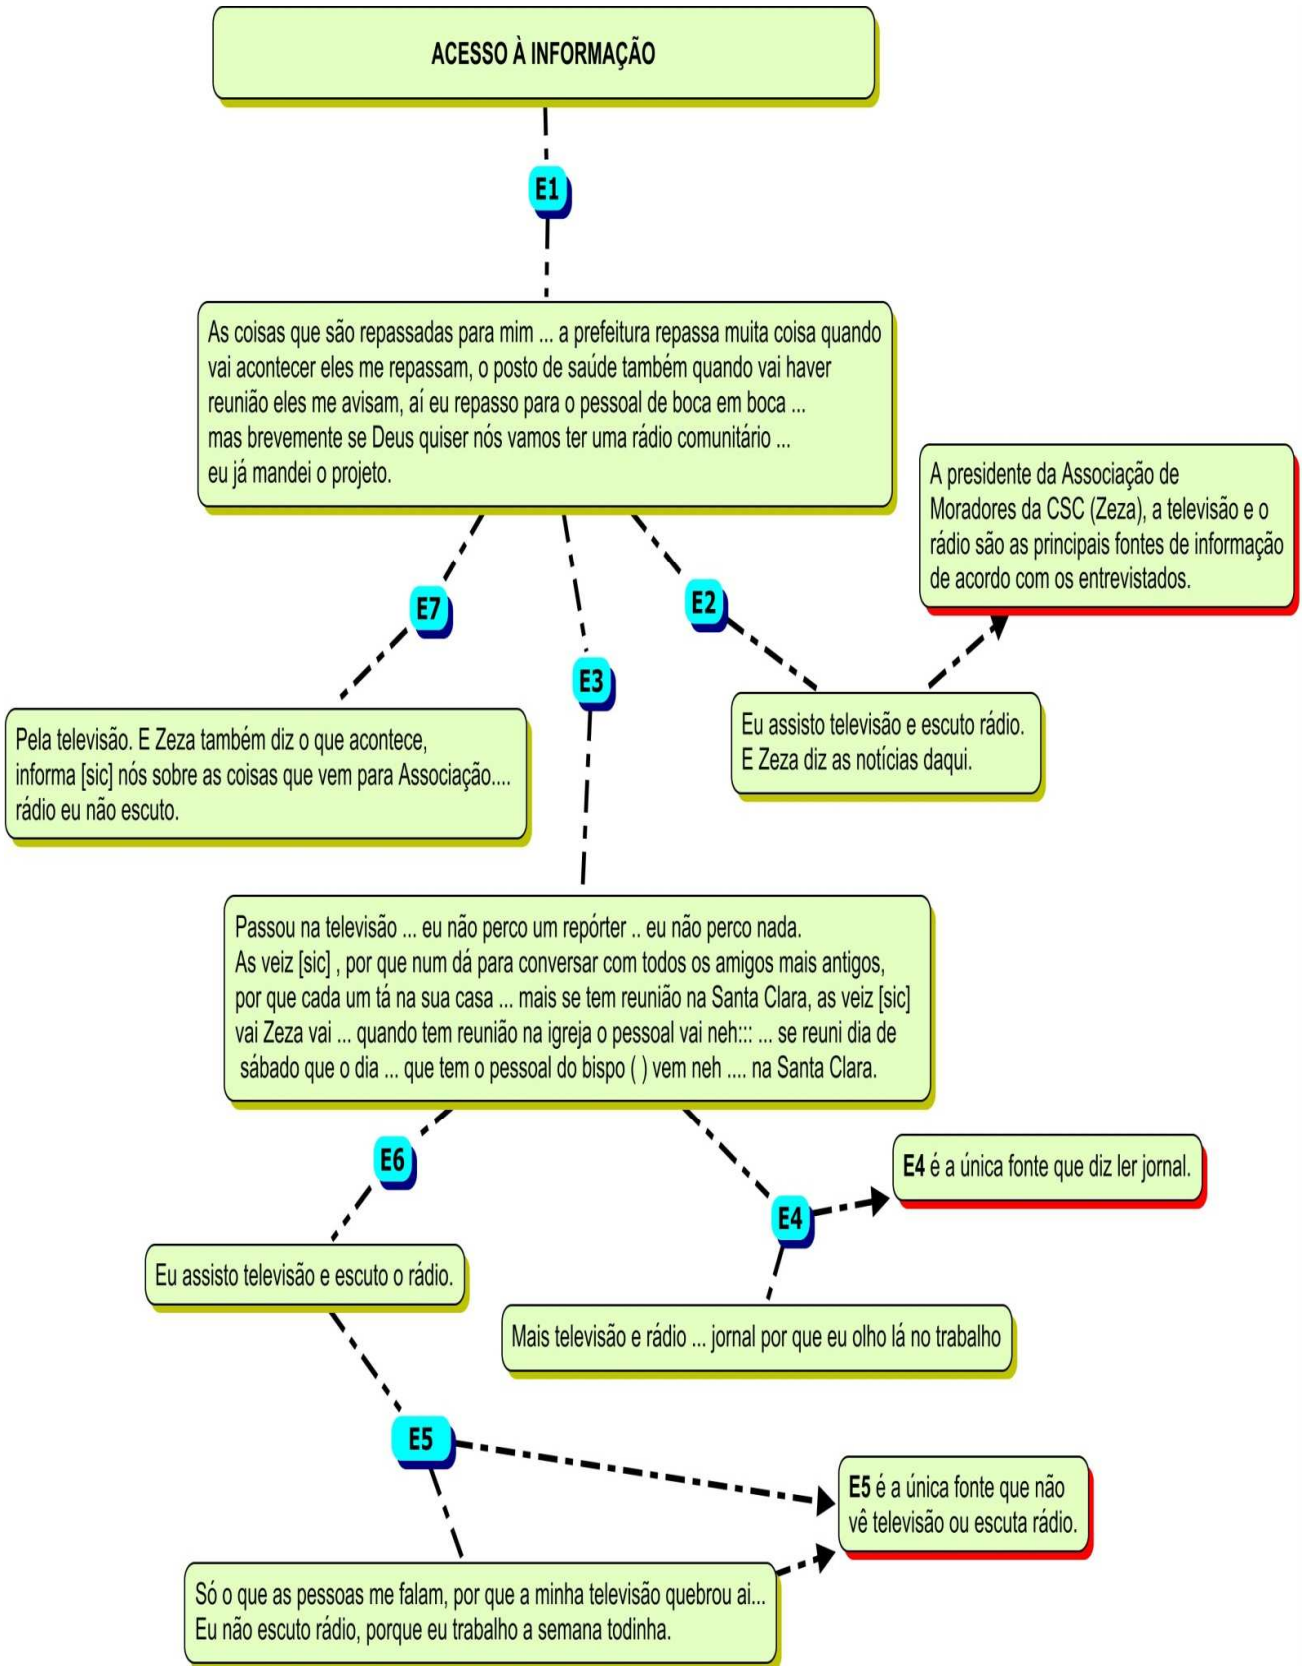 ACESSO À INFORMAÇÃO
E1
As coisas que são repassadas para mim ... a prefeitura repassa muita coisa quando
vai acontecer eles me repassam, o posto de saúde também quando vai haver
reunião eles me avisam, aí eu repasso para o pessoal de boca em boca ...
mas brevemente se Deus quiser nós vamos ter uma rádio comunitário ...
eu já mandei o projeto.
A presidente da Associação de
Moradores da CSC (Zeza), a televisão e o
rádio são as principais fontes de informação
de acordo com os entrevistados.
E7
E2
E3
Pela televisão. E Zeza também diz o que acontece,
informa [sic] nós sobre as coisas que vem para Associação....
rádio eu não escuto.
Eu assisto televisão e escuto rádio.
E Zeza diz as notícias daqui.
Passou na televisão ... eu não perco um repórter .. eu não perco nada.
As veiz [sic] , por que num dá para conversar com todos os amigos mais antigos,
por que cada um tá na sua casa ... mais se tem reunião na Santa Clara, as veiz [sic]
vai Zeza vai ... quando tem reunião na igreja o pessoal vai neh::: ... se reuni dia de
sábado que o dia ... que tem o pessoal do bispo ( ) vem neh .... na Santa Clara.
E6
E4
E4 é a única fonte que diz ler jornal.
Eu assisto televisão e escuto o rádio.
Mais televisão e rádio ... jornal por que eu olho lá no trabalho
E5
E5 é a única fonte que não
vê televisão ou escuta rádio.
Só o que as pessoas me falam, por que a minha televisão quebrou ai...
Eu não escuto rádio, porque eu trabalho a semana todinha.